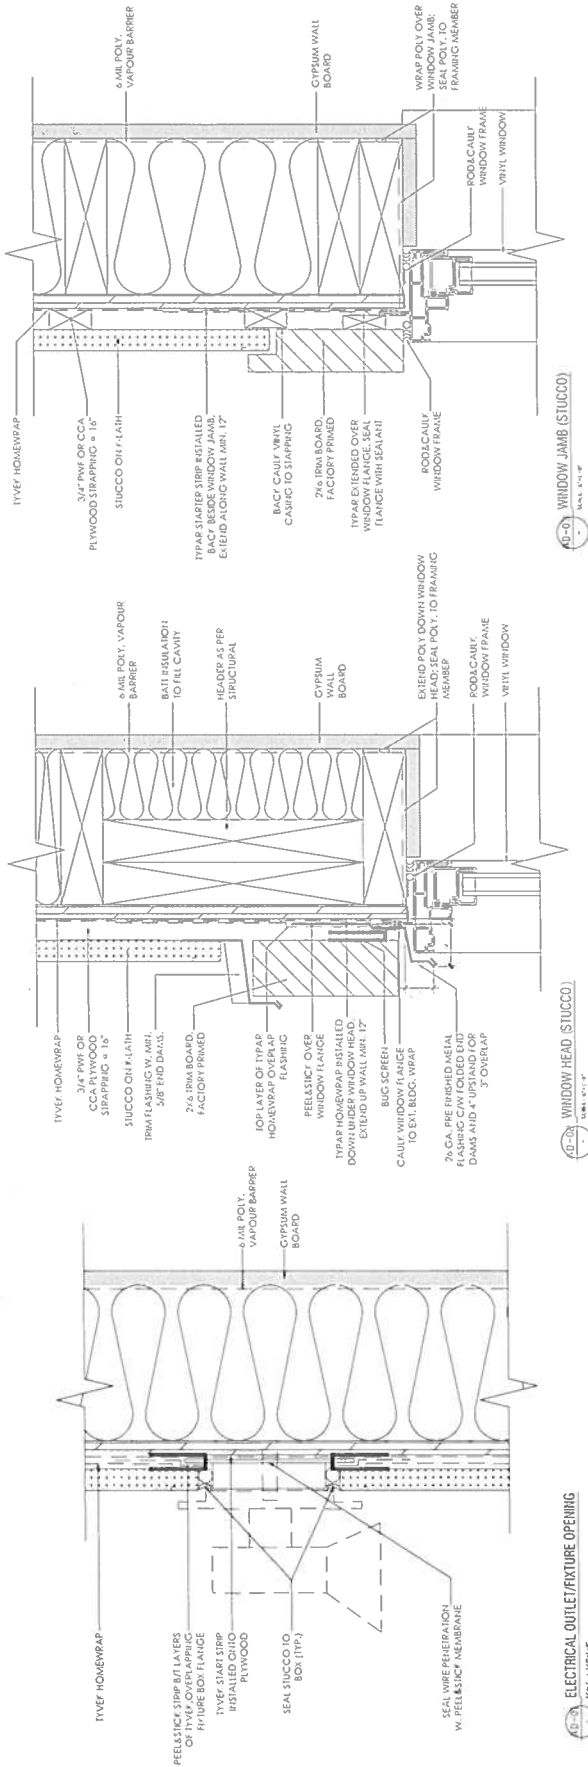 TYVEK HOMEWRAP
PEEL&STICK STRIP B/T LAYERS
OF TYVEK, OVERLAPPING
FIXTURE BOX FLANGE
TYVEK START STRIP
INSTALLED ONTO
PLYWOOD
SEAL STUCCO TO
BOX (TYP.)
SEAL WIRE PENETRATION
W. PEEL&STICK MEMBRANE
6 MIL POLY.
VAPOUR BARRIER
GYPSUM WALL
BOARD
AD-01 ELECTRICAL OUTLET/FIXTURE OPENING
TYVEK HOMEWRAP
3/4" PWF OR
CCA PLYWOOD
STRAPPING @ 16"
STUCCO ON K-LATH
TRIM FLASHING W. MIN.
5/8" END DAMS.
2x6 TRIM BOARD,
FACTORY PRIMED
TOP LAYER OF TYPAR
HOMEWRAP OVERLAP
FLASHING
PEEL&STICK OVER
WINDOW FLANGE
TYPAR HOMEWRAP INSTALLED
DOWN UNDER WINDOW HEAD.
EXTEND UP WALL MIN. 12"
BUG SCREEN
CAULK WINDOW FLANGE
TO EXT. BLDG. WRAP
26 GA. PRE FINISHED METAL
FLASHING C/W FOLDED END
DAMS AND 4" UPSTAND FOR
3" OVERLAP
6 MIL POLY. VAPOUR
BARRIER
BATT INSULATION
TO FILL CAVITY
HEADER AS PER
STRUCTURAL
GYPSUM
WALL
BOARD
EXTEND POLY DOWN WINDOW
HEAD; SEAL POLY. TO FRAMING
MEMBER
ROD&CAULK
WINDOW FRAME
VINYL WINDOW
AD-02 WINDOW HEAD (STUCCO)
TYVEK HOMEWRAP
3/4" PWF OR CCA
PLYWOOD STRAPPING @ 16"
STUCCO ON K-LATH
TYPAR STARTER STRIP INSTALLED
BACK BESIDE WINDOW JAMB,
EXTEND ALONG WALL MIN. 12"
BACK CAULK VINYL
CASING TO STAPPING
2X6 TRIM BOARD,
FACTORY PRIMED
TYPAR EXTENDED OVER
WINDOW FLANGE, SEAL
FLANGE WITH SEALANT
ROD&CAULK
WINDOW FRAME
6 MIL POLY.
VAPOUR BARRIER
GYPSUM WALL
BOARD
WRAP POLY OVER
WINDOW JAMB;
SEAL POLY. TO
FRAMING MEMBER
ROD&CAULK
WINDOW FRAME
VINYL WINDOW
WINDOW JAMB (STUCCO)